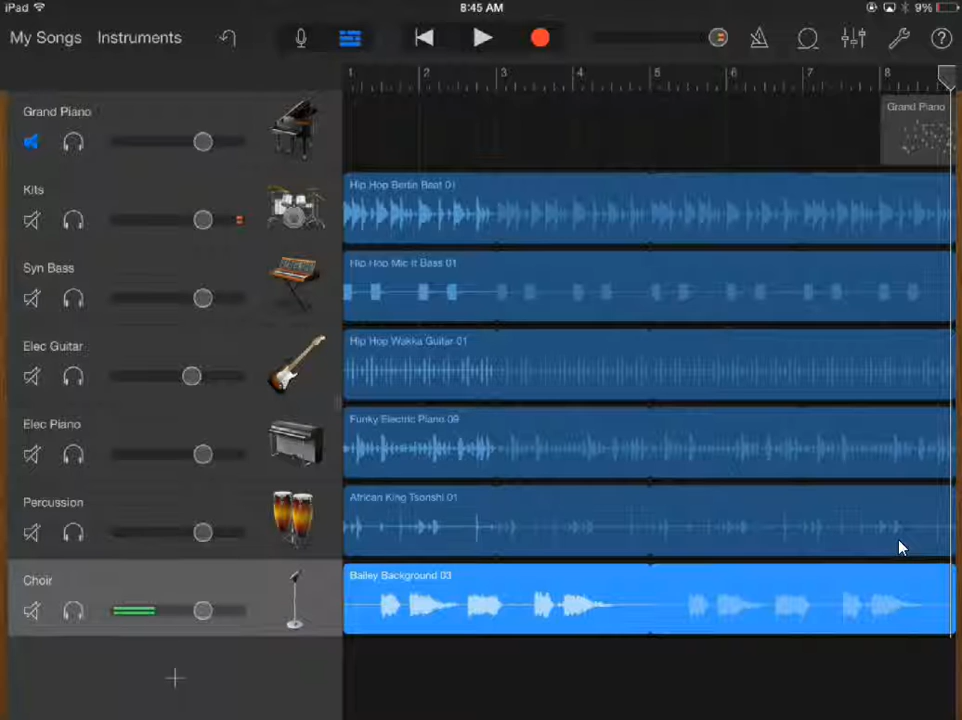 iPad 8:45 AM 9%
My Songs Instruments ?
1 2 3 4 5 6 7 8
Grand Piano Grand Piano
Kits Hip Hop Berlin Beat 01
Syn Bass Hip Hop Mic It Bass 01
Elec Guitar Hip Hop Wakka Guitar 01
Elec Piano Funky Electric Piano 09
Percussion African King Tsonshi 01
Choir Bailey Background 03